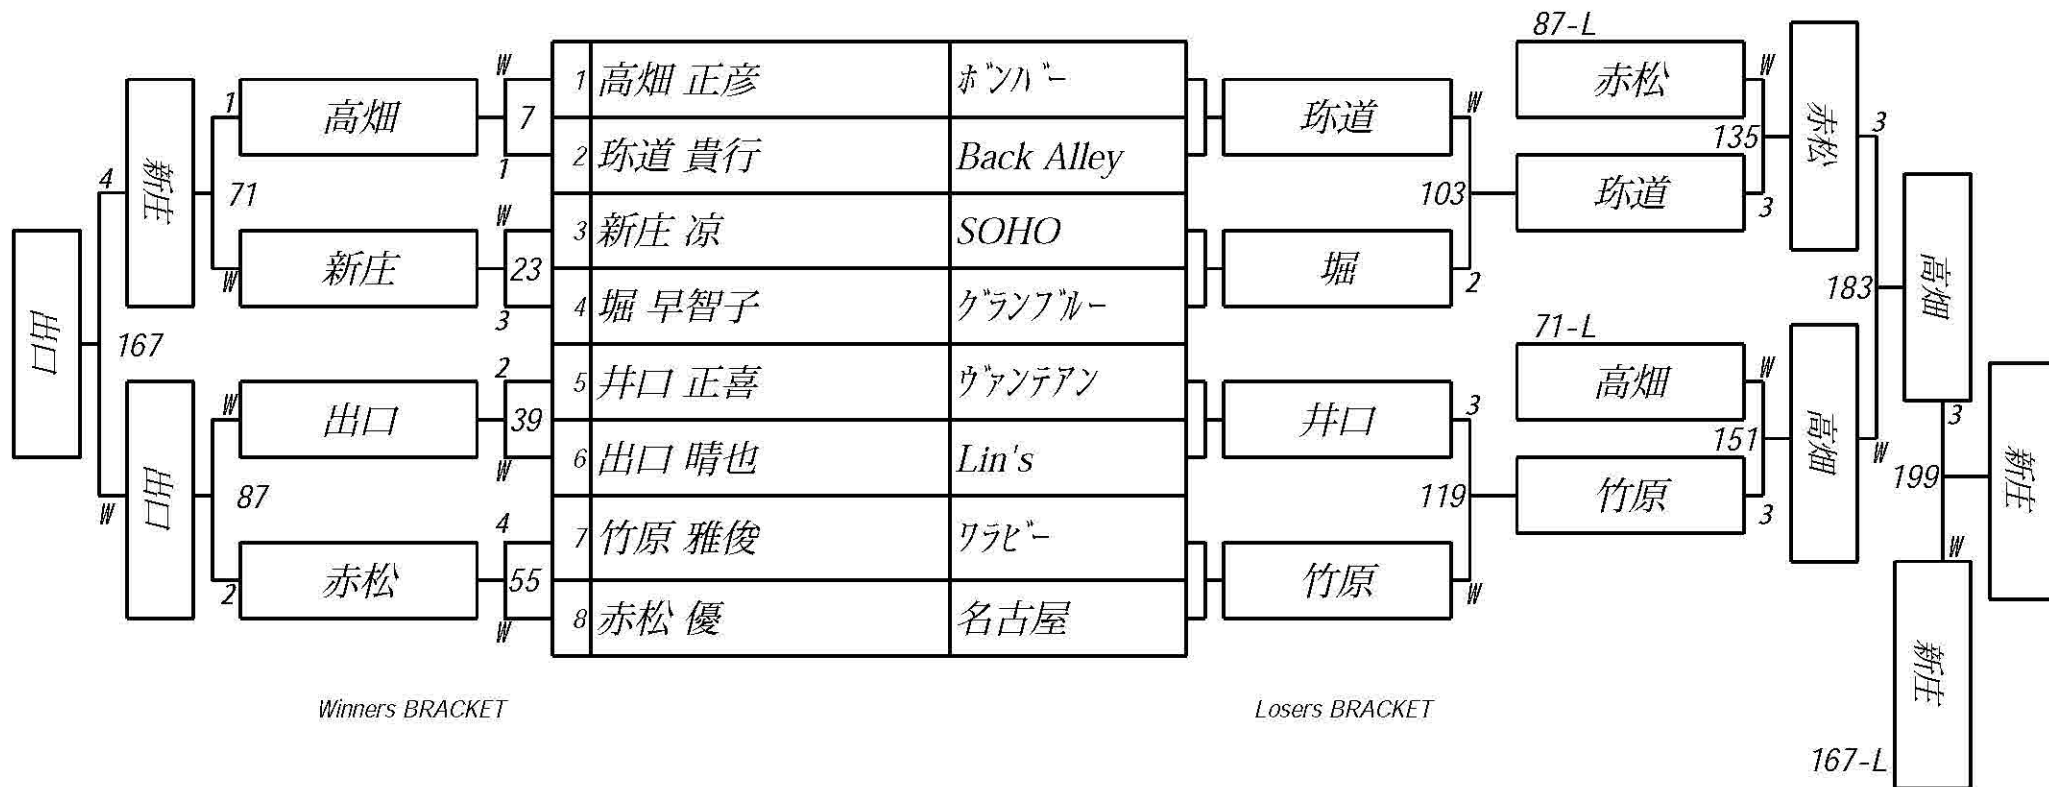 87-L
1 高畑 正彦 ボンバー
2 珎道 貴行 Back Alley
3 新庄 凉 SOHO
4 堀 早智子 グランブルー
5 井口 正喜 ヴァンテアン
6 出口 晴也 Lin's
7 竹原 雅俊 ワラビー
8 赤松 優 名古屋
W
7
1
W
23
3
2
39
W
4
55
W
高畑
新庄
出口
赤松
1
71
W
W
87
2
新庄
出口
4
167
W
出口
珎道
堀
井口
竹原
W
103
2
3
119
W
赤松
珎道
71-L
高畑
竹原
W
135
3
W
151
3
赤松
高畑
3
183
W
高畑
3
199
W
新庄
167-L
新庄
Winners BRACKET
Losers BRACKET